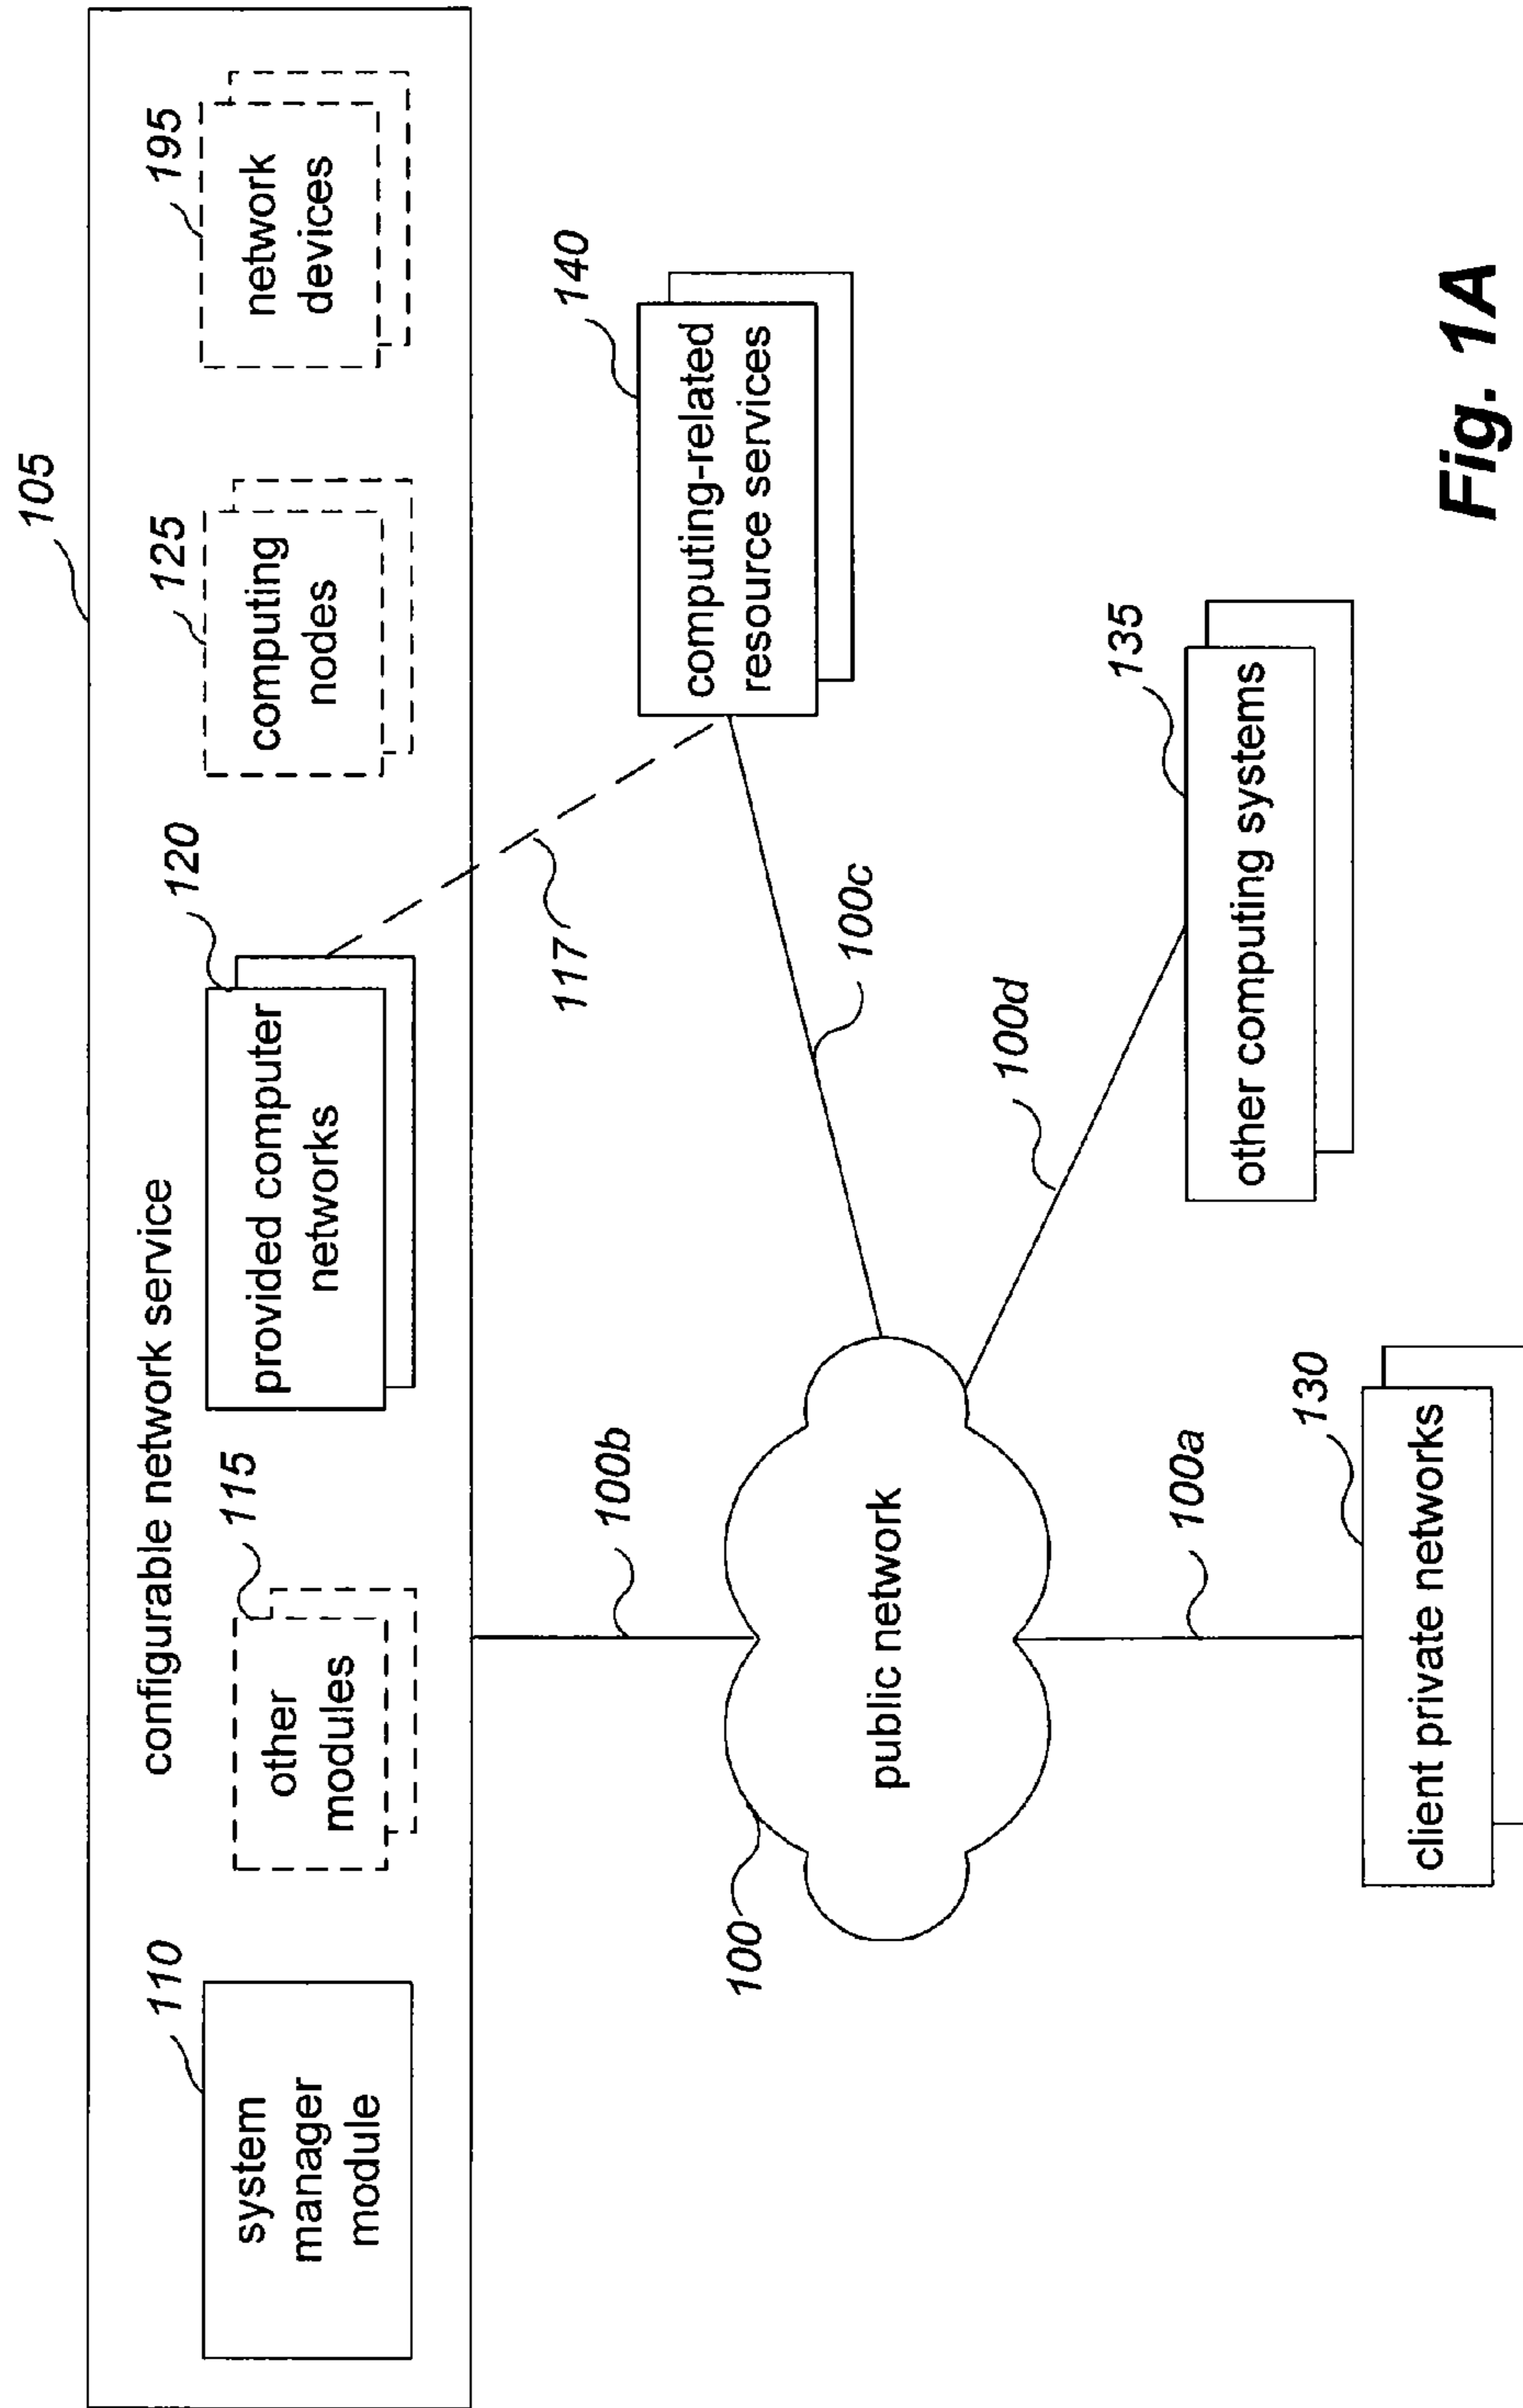 105
configurable network service
110
115
120
125
195
system
manager
module
other
modules
provided computer
networks
computing
nodes
network
devices
100b
117
140
computing-related
resource services
100
public network
100c
100d
135
other computing systems
100a
130
client private networks
Fig. 1A